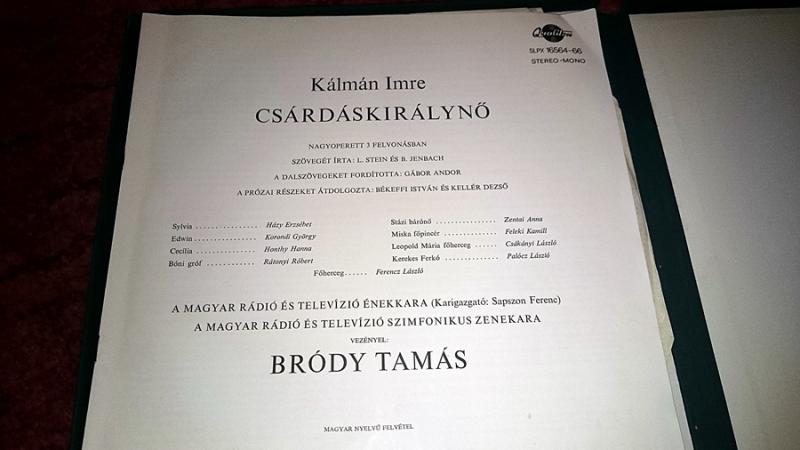 Qualiton
SLPX 16564-66
STEREO-MONO
Kálmán Imre
CSÁRDÁSKIRÁLYNŐ
NAGYOPERETT 3 FELVONÁSBAN
SZÖVEGÉT ÍRTA: L. STEIN ÉS B. JENBACH
A DALSZÖVEGEKET FORDÍTOTTA: GÁBOR ANDOR
A PRÓZAI RÉSZEKET ÁTDOLGOZTA: BÉKEFFI ISTVÁN ÉS KELLÉR DEZSŐ
Sylvia ................ Házy Erzsébet
Edwin ................ Korondi György
Cecília ................ Honthy Hanna
Bóni gróf ............ Rátonyi Róbert
Stázi bárónő ............... Zentai Anna
Miska főpincér ............. Feleki Kamill
Leopold Mária főherceg ...... Csákányi László
Kerekes Ferkó ............. Palócz László
Főherceg...... Ferencz László
A MAGYAR RÁDIÓ ÉS TELEVÍZIÓ ÉNEKKARA (Karigazgató: Sapszon Ferenc)
A MAGYAR RÁDIÓ ÉS TELEVÍZIÓ SZIMFONIKUS ZENEKARA
VEZÉNYEL:
BRÓDY TAMÁS
MAGYAR NYELVŰ FELVÉTEL